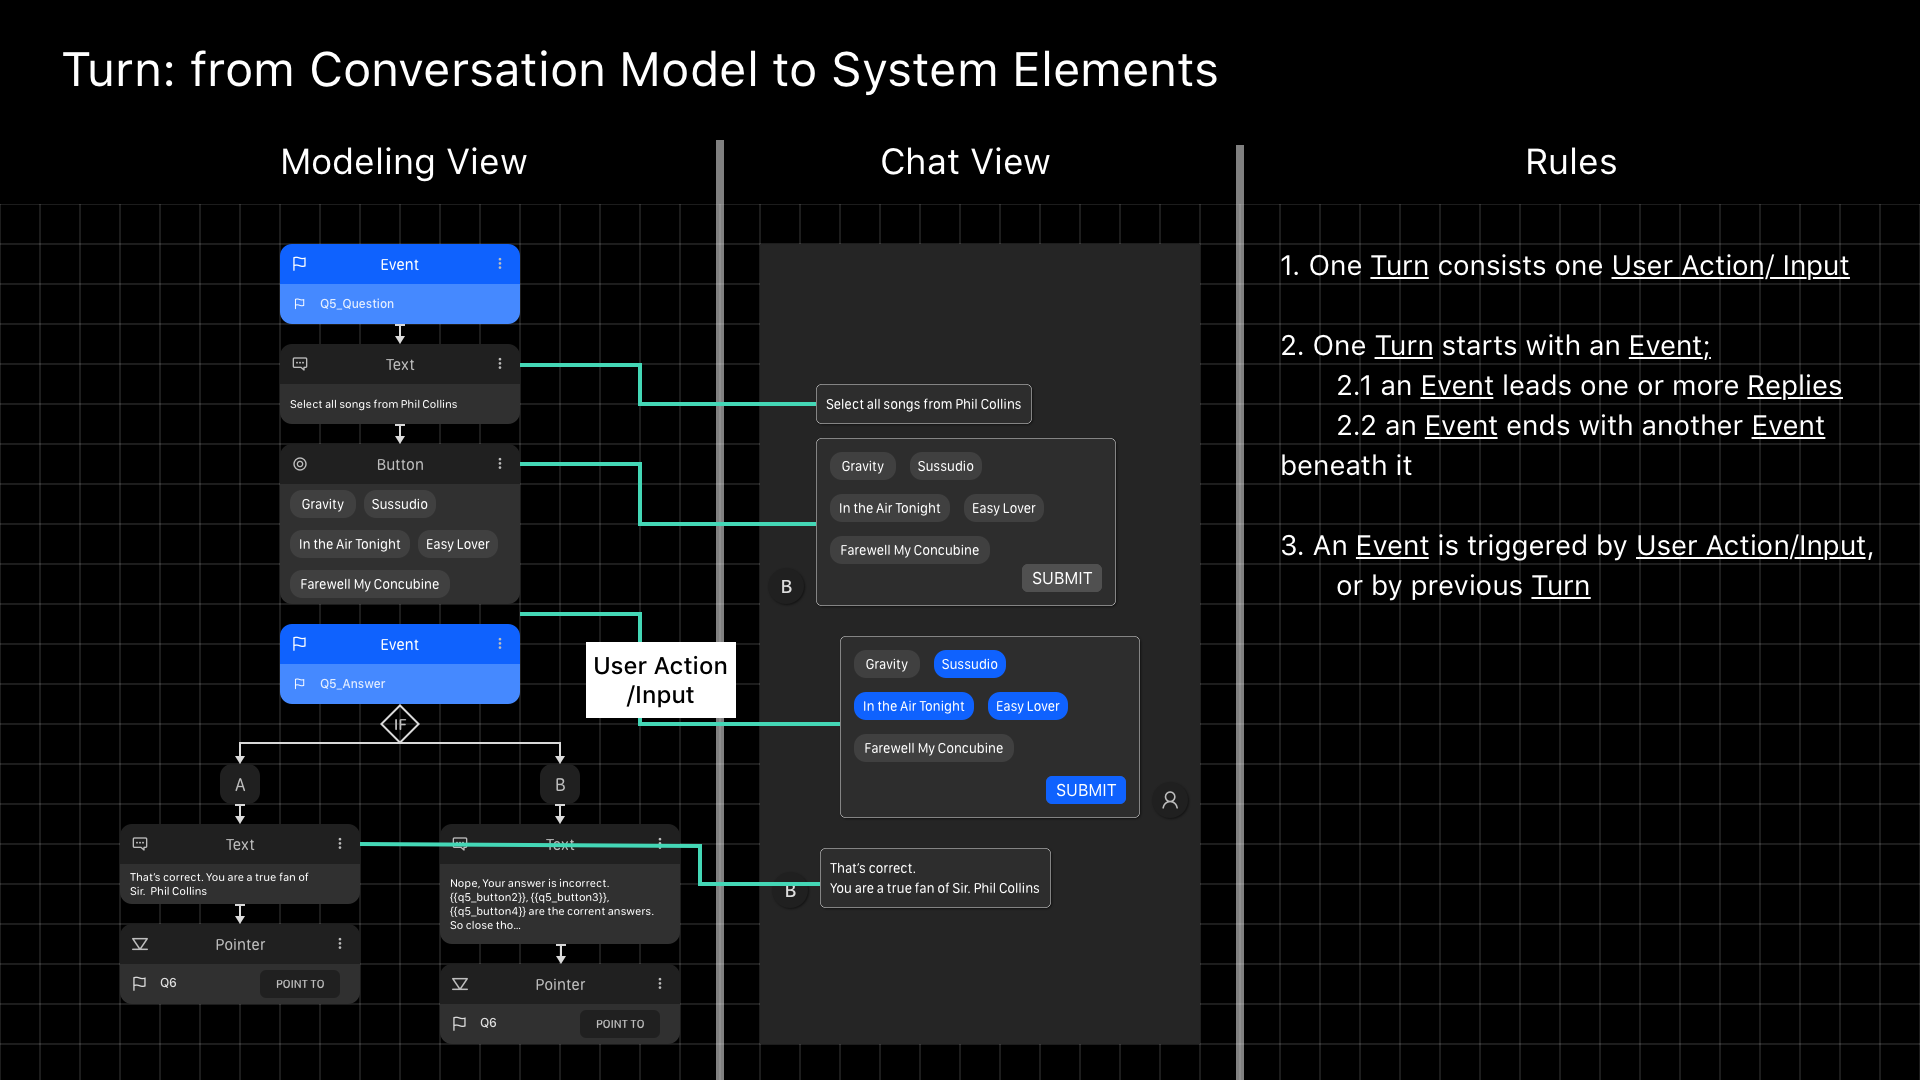 Turn: from Conversation Model to System Elements
Modeling View
Event
Q5_Question
Text
Select all songs from Phil Collins
Button
Gravity Sussudio
In the Air Tonight Easy Lover
Farewell My Concubine
Event
Q5_Answer
IF
A B
Text
That's correct. You are a true fan of
Sir. Phil Collins
Pointer
Q6 POINT TO
Text
Nope, Your answer is incorrect.
{{q5_button2}}, {{q5_button3}},
{{q5_button4}} are the corrent answers.
So close tho...
Pointer
Q6 POINT TO
User Action
/Input
Chat View
Select all songs from Phil Collins
Gravity Sussudio
In the Air Tonight Easy Lover
Farewell My Concubine
SUBMIT
B
Gravity Sussudio
In the Air Tonight Easy Lover
Farewell My Concubine
SUBMIT
That's correct.
You are a true fan of Sir. Phil Collins
B
Rules
1. One Turn consists one User Action/ Input
2. One Turn starts with an Event;
2.1 an Event leads one or more Replies
2.2 an Event ends with another Event
beneath it
3. An Event is triggered by User Action/Input,
or by previous Turn